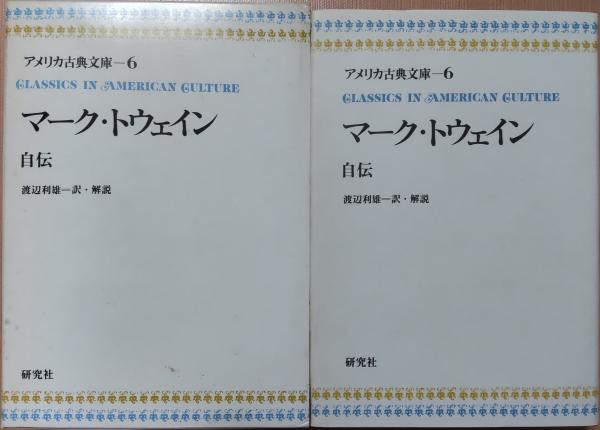 アメリカ古典文庫—6
CLASSICS IN AMERICAN CULTURE
マーク・トウェイン
自伝
渡辺利雄—訳・解説
研究社
アメリカ古典文庫—6
CLASSICS IN AMERICAN CULTURE
マーク・トウェイン
自伝
渡辺利雄—訳・解説
研究社